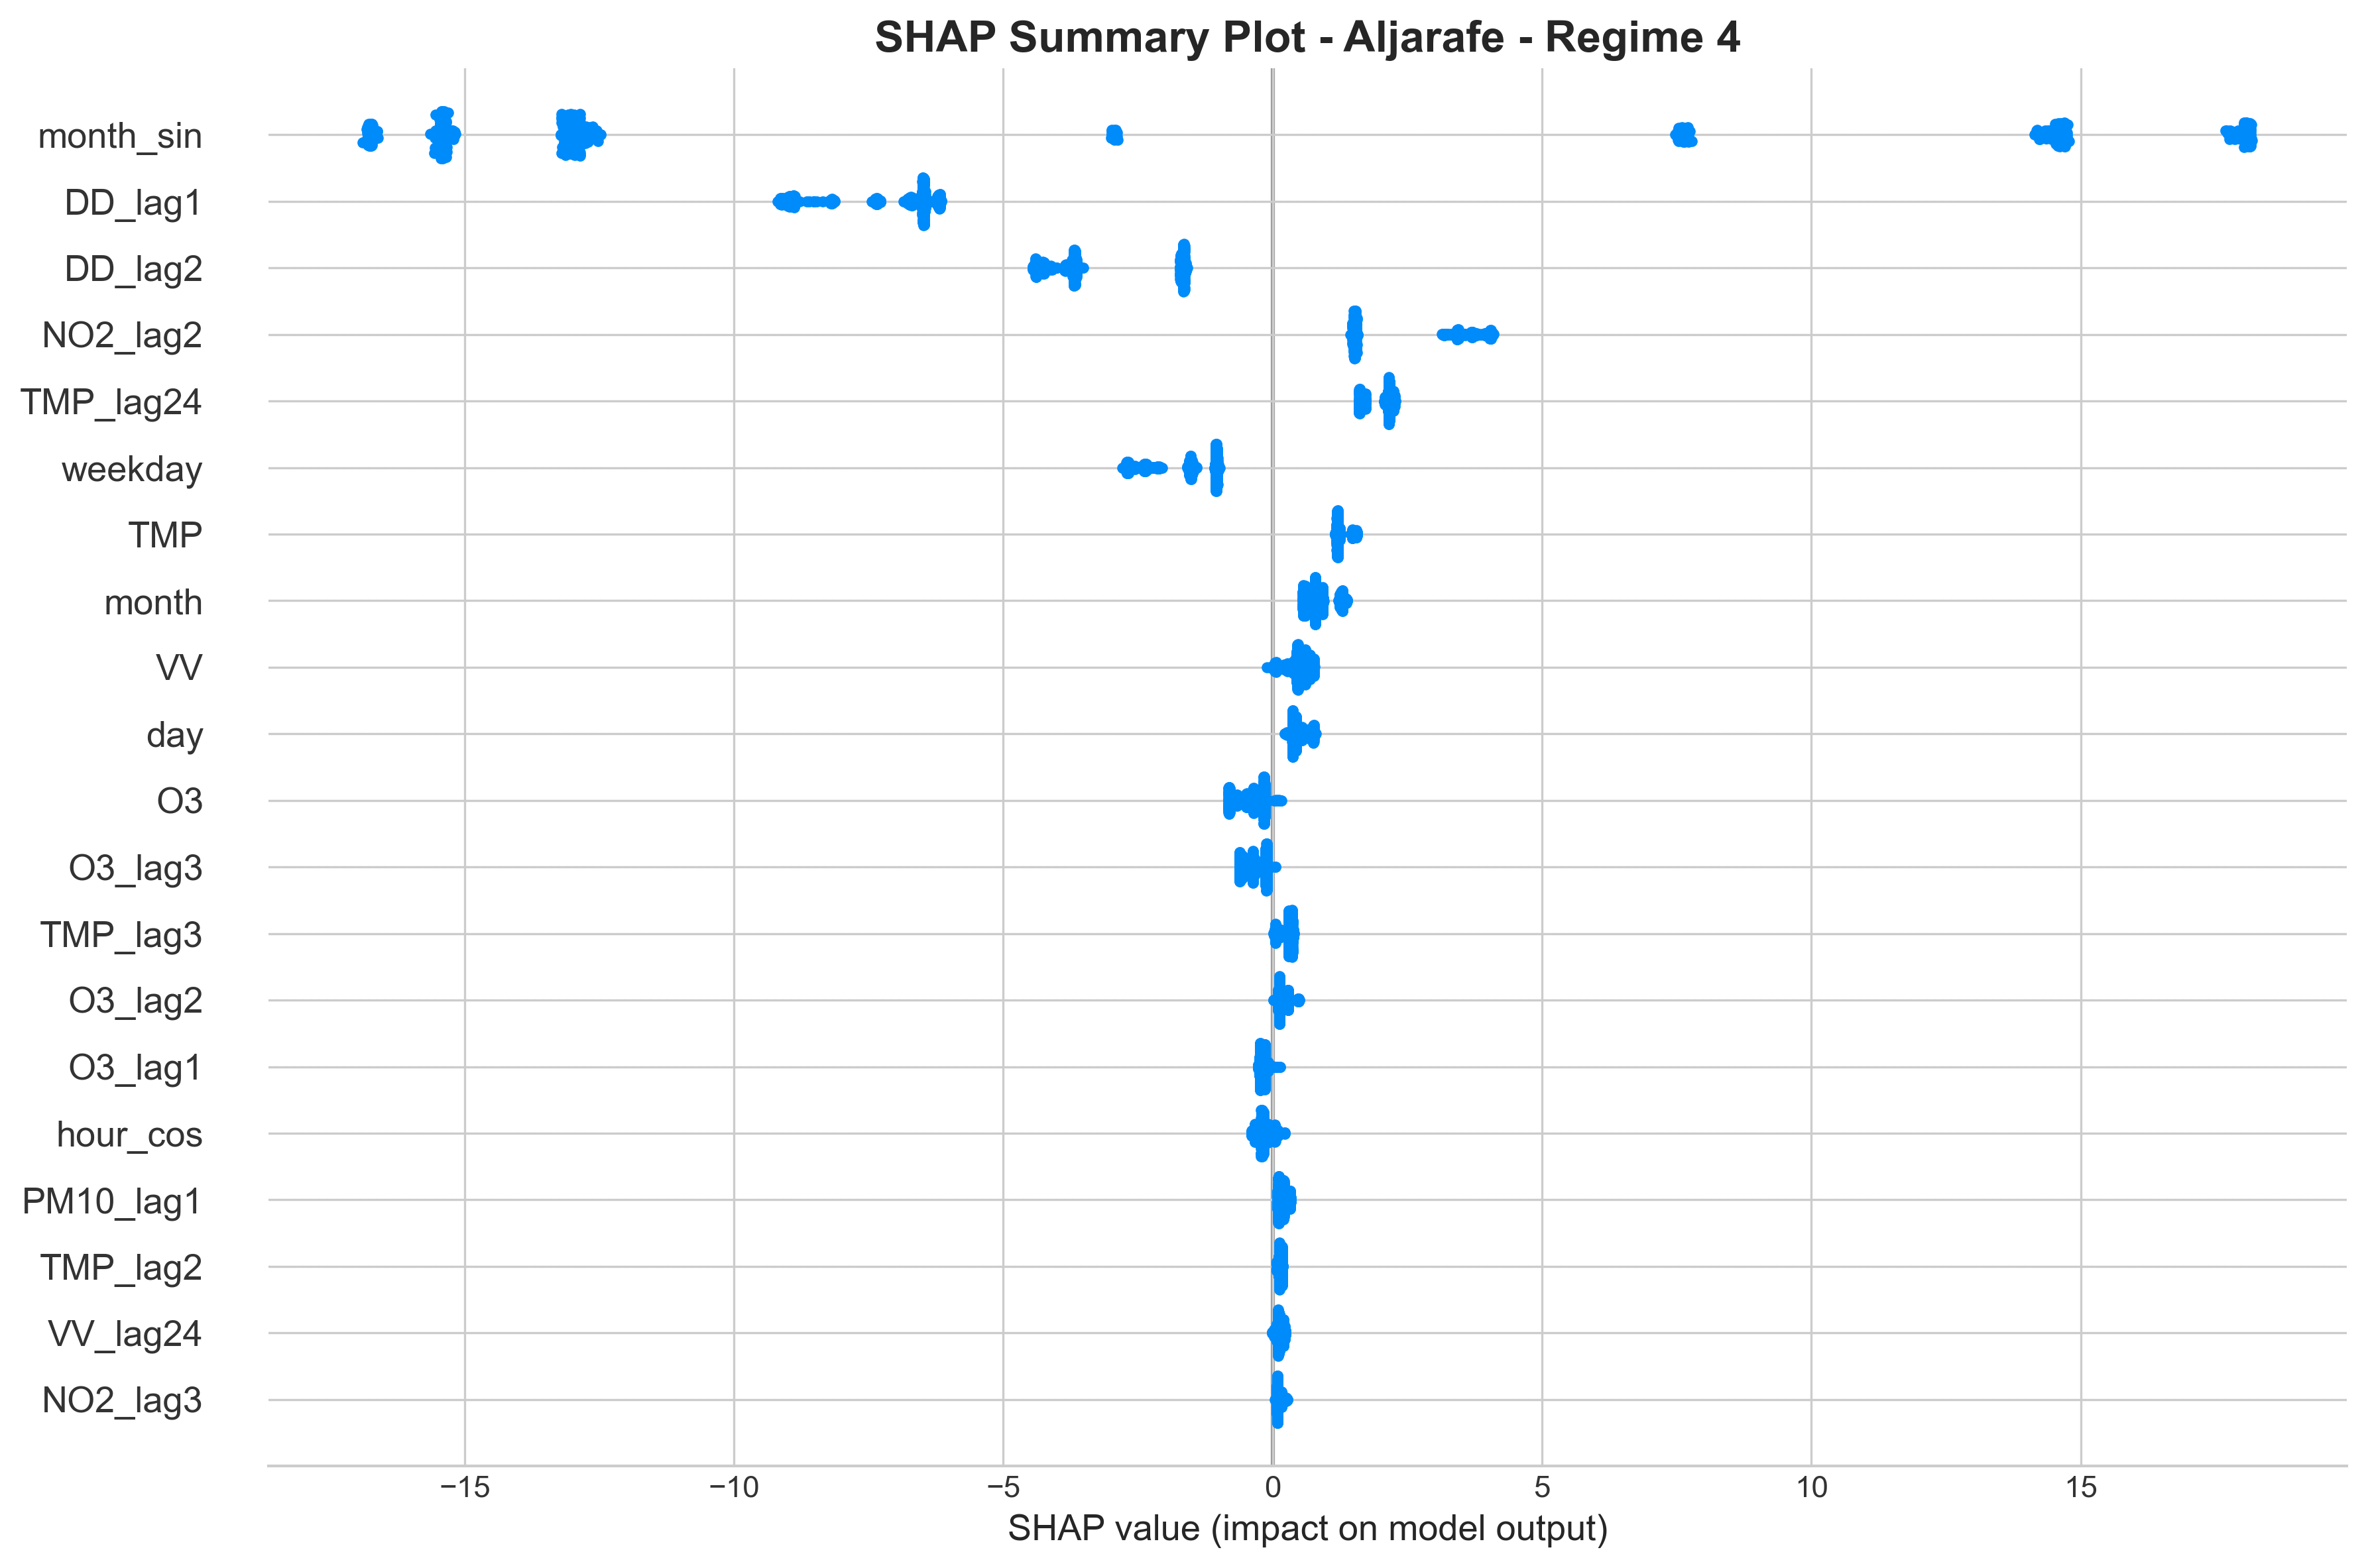 SHAP Summary Plot - Aljarafe - Regime 4
month_sin
DD_lag1
DD_lag2
NO2_lag2
TMP_lag24
weekday
TMP
month
VV
day
O3
O3_lag3
TMP_lag3
O3_lag2
O3_lag1
hour_cos
PM10_lag1
TMP_lag2
VV_lag24
NO2_lag3
−15 −10 −5 0 5 10 15
SHAP value (impact on model output)